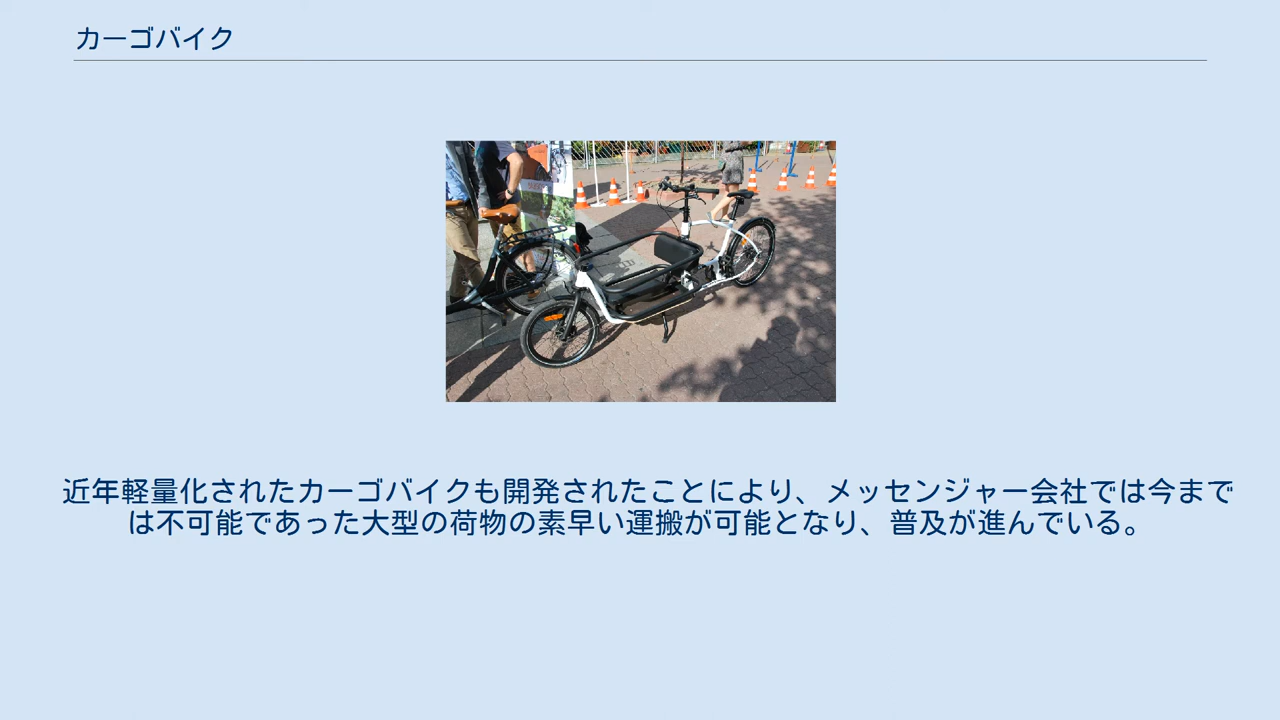 カーゴバイク
近年軽量化されたカーゴバイクも開発されたことにより、メッセンジャー会社では今まで
は不可能であった大型の荷物の素早い運搬が可能となり、普及が進んでいる。